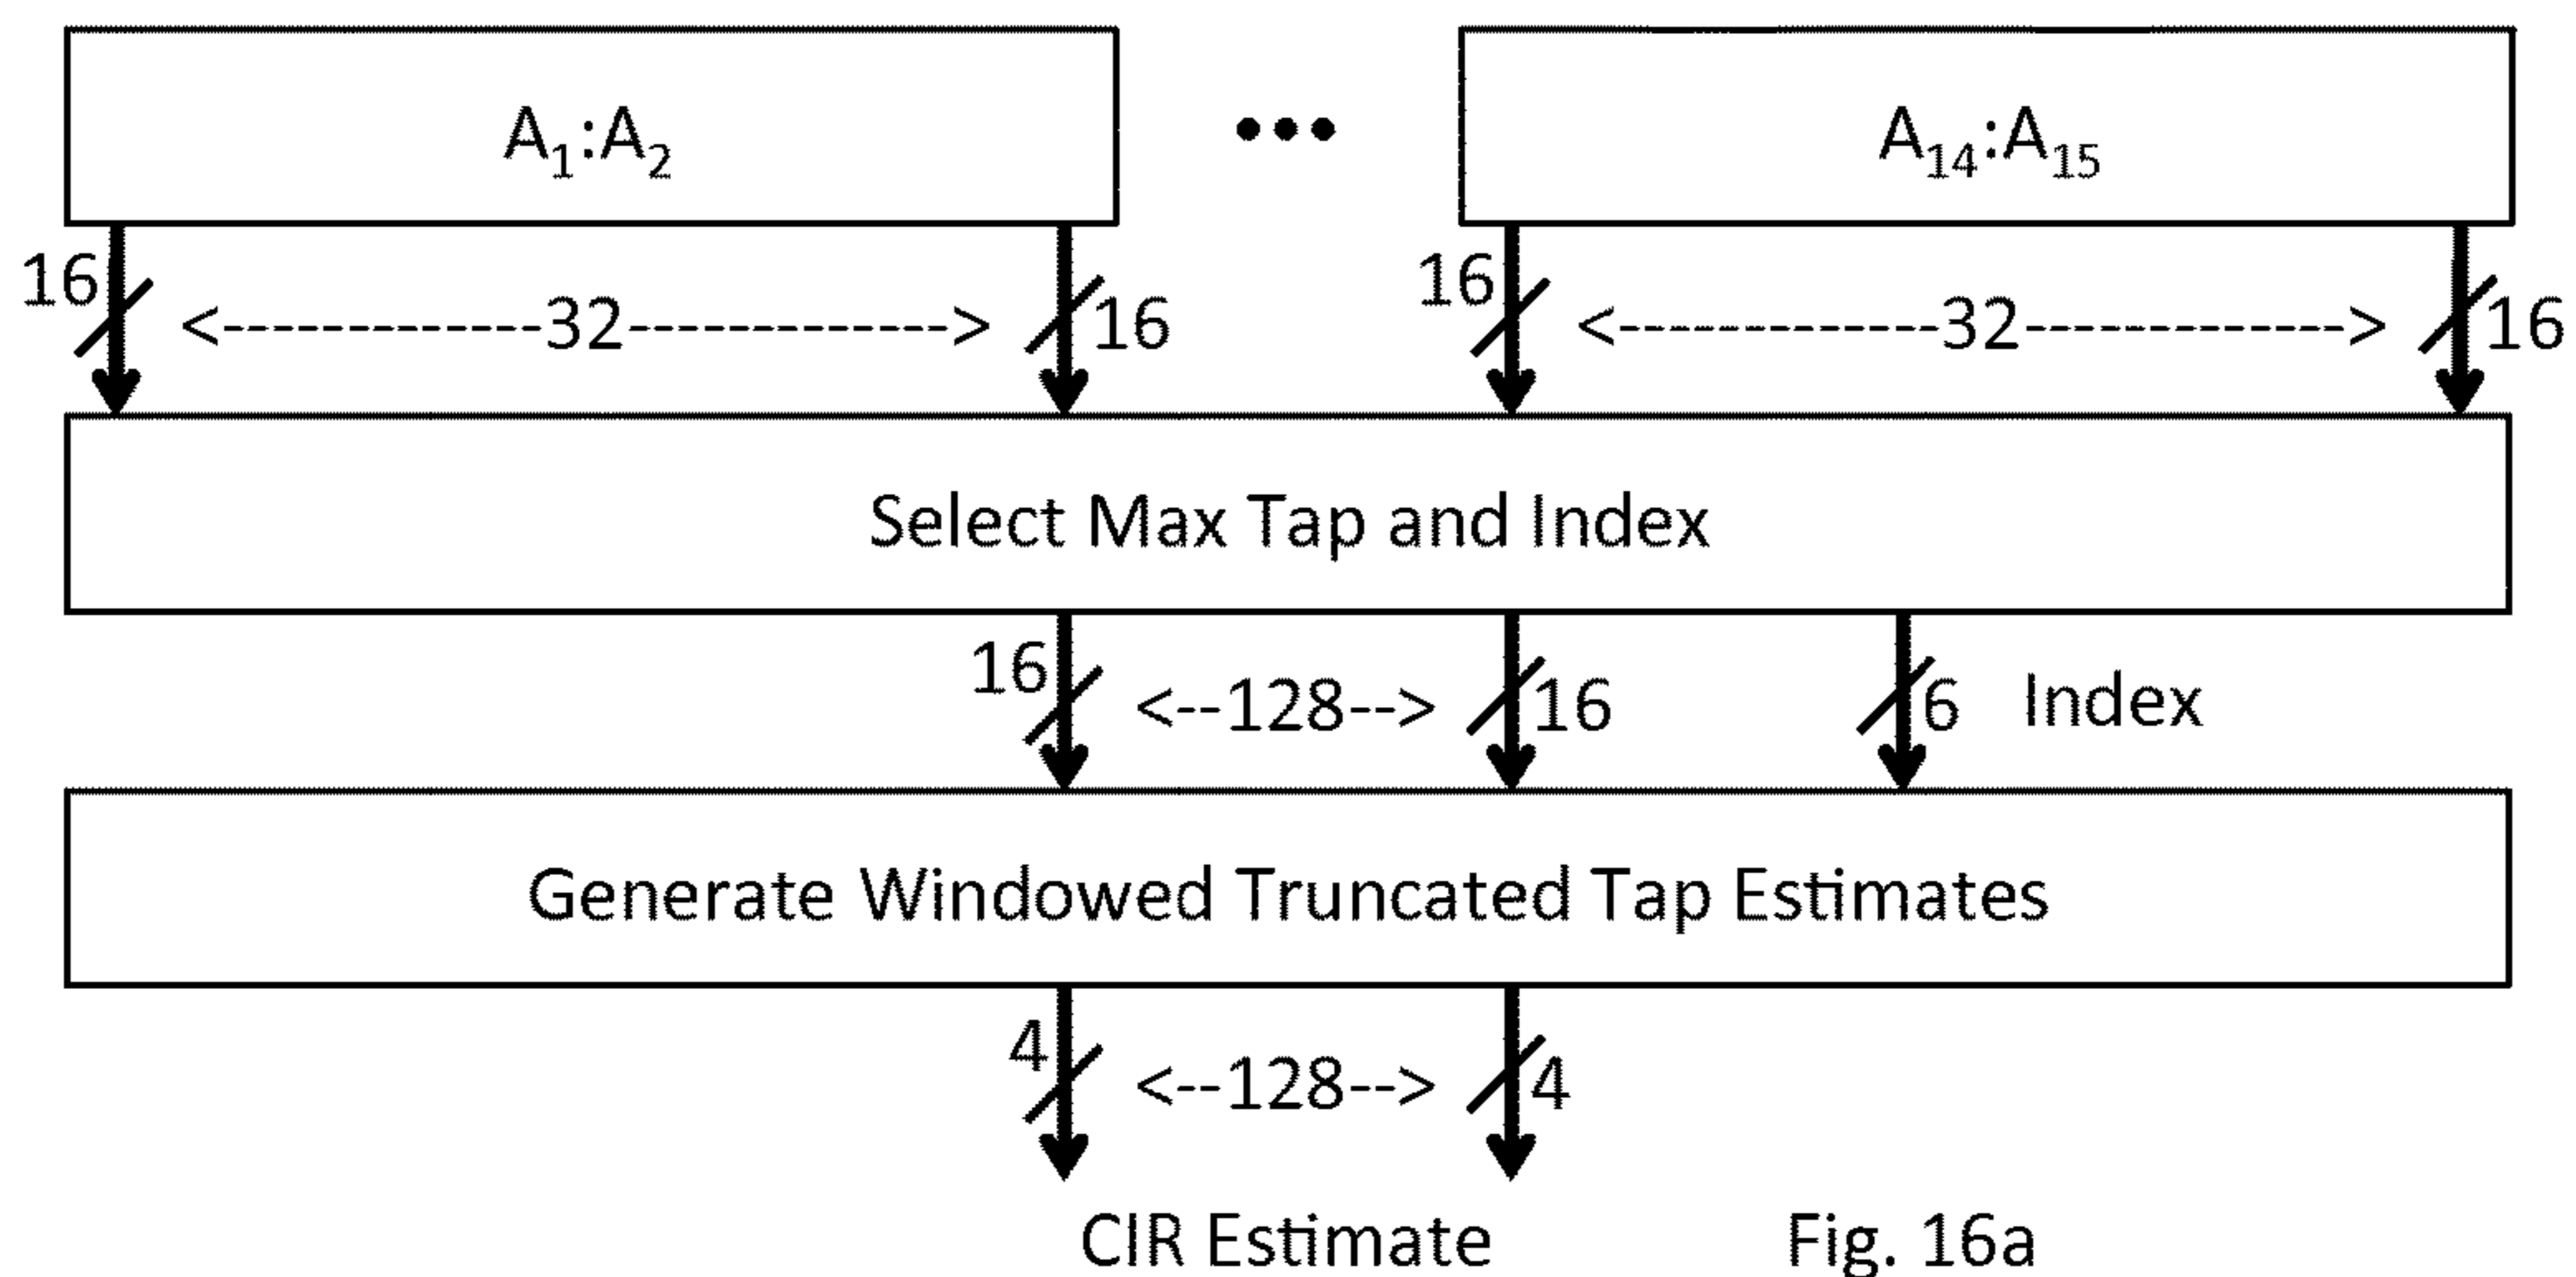 A₁:A₂ ••• A₁₄:A₁₅
16 <-------------32-------------> 16 16 <-------------32-------------> 16
Select Max Tap and Index
16 <--128--> 16 6 Index
Generate Windowed Truncated Tap Estimates
4 <--128--> 4
CIR Estimate Fig. 16a